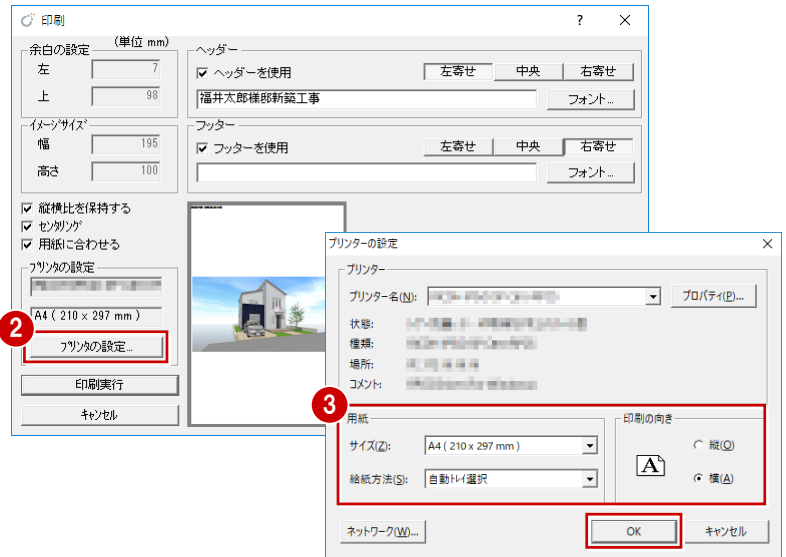 印刷
? ×
余白の設定 (単位 mm)
左 7
上 98
イメージサイズ
幅 195
高さ 100
ヘッダー
ヘッダーを使用
左寄せ 中央 右寄せ
福井太郎様邸新築工事
フォント...
フッター
フッターを使用
左寄せ 中央 右寄せ
フォント...
縦横比を保持する
センタリング
用紙に合わせる
プリンタの設定
A4 ( 210 x 297 mm )
2
プリンタの設定...
印刷実行
キャンセル
プリンターの設定
×
プリンター
プリンター名(N):
プロパティ(P)...
状態:
種類:
場所:
コメント:
3
用紙
サイズ(Z): A4 ( 210 x 297 mm )
給紙方法(S): 自動トレイ選択
印刷の向き
A
縦(O)
横(A)
ネットワーク(W)...
OK
キャンセル